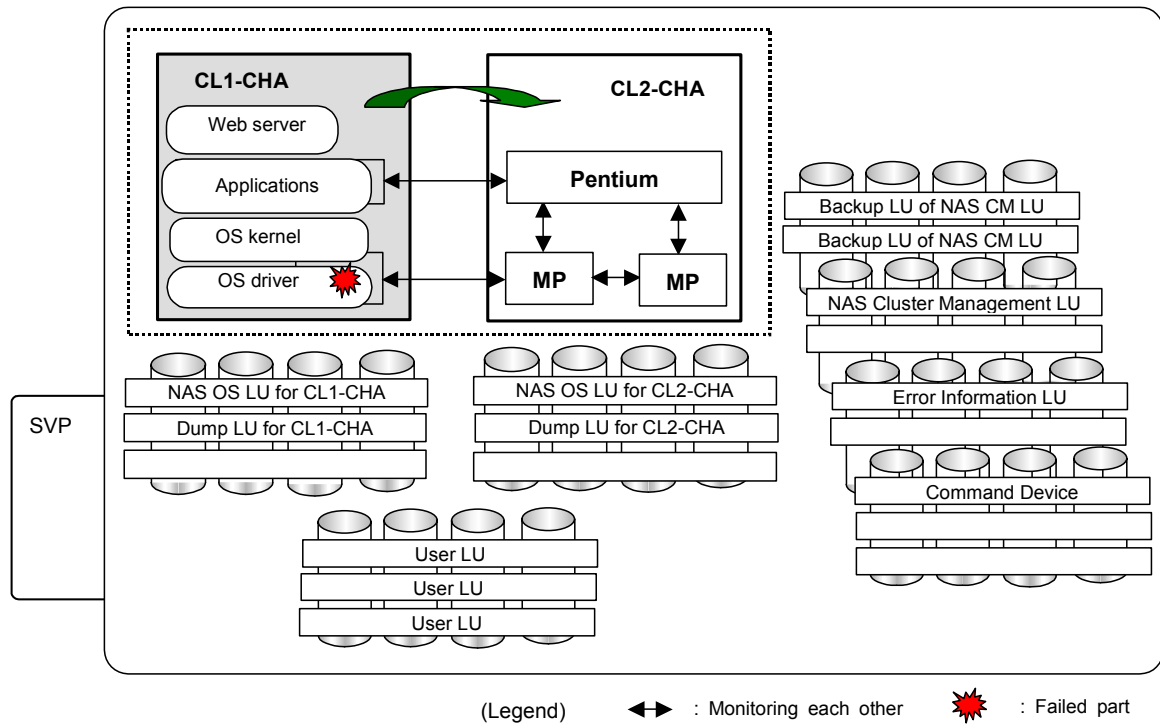 CL1-CHA
Web server
Applications
OS kernel
OS driver
CL2-CHA
Pentium
MP
MP
Backup LU of NAS CM LU
Backup LU of NAS CM LU
NAS Cluster Management LU
Error Information LU
Command Device
NAS OS LU for CL1-CHA
Dump LU for CL1-CHA
NAS OS LU for CL2-CHA
Dump LU for CL2-CHA
SVP
User LU
User LU
User LU
(Legend) : Monitoring each other : Failed part